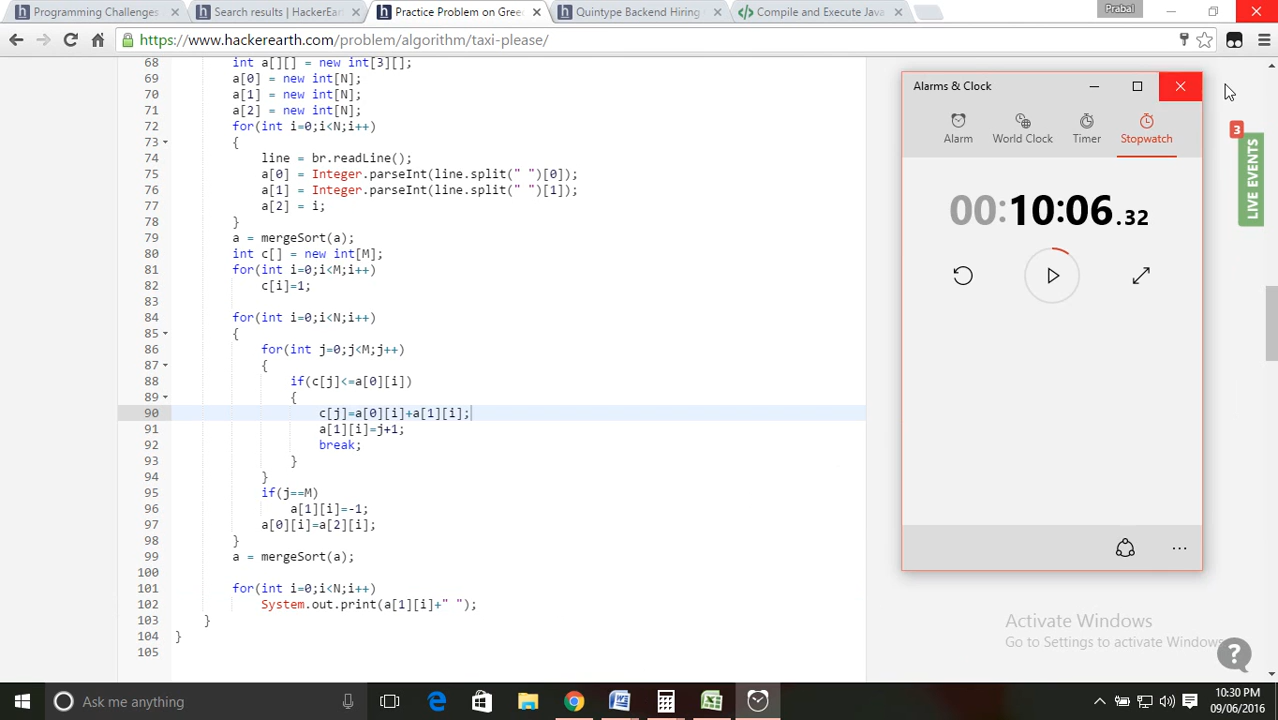 Programming Challenges
Search results | HackerEar
Practice Problem on Gree
Quintype Backend Hiring
Compile and Execute Java
Prabal
https://www.hackerearth.com/problem/algorithm/taxi-please/
68 int a[][] = new int[3][];
69 a[0] = new int[N];
70 a[1] = new int[N];
71 a[2] = new int[N];
72 for(int i=0;i<N;i++)
73 {
74 line = br.readLine();
75 a[0] = Integer.parseInt(line.split(" ")[0]);
76 a[1] = Integer.parseInt(line.split(" ")[1]);
77 a[2] = i;
78 }
79 a = mergeSort(a);
80 int c[] = new int[M];
81 for(int i=0;i<M;i++)
82 c[i]=1;
83
84 for(int i=0;i<N;i++)
85 {
86 for(int j=0;j<M;j++)
87 {
88 if(c[j]<=a[0][i])
89 {
90 c[j]=a[0][i]+a[1][i];
91 a[1][i]=j+1;
92 break;
93 }
94 }
95 if(j==M)
96 a[1][i]=-1;
97 a[0][i]=a[2][i];
98 }
99 a = mergeSort(a);
100
101 for(int i=0;i<N;i++)
102 System.out.print(a[1][i]+" ");
103 }
104 }
105
Alarms & Clock
Alarm
World Clock
Timer
Stopwatch
00:10:06.32
3
LIVE EVENTS
Activate Windows
Go to Settings to activate Windows.
?
Ask me anything
10:30 PM
09/06/2016